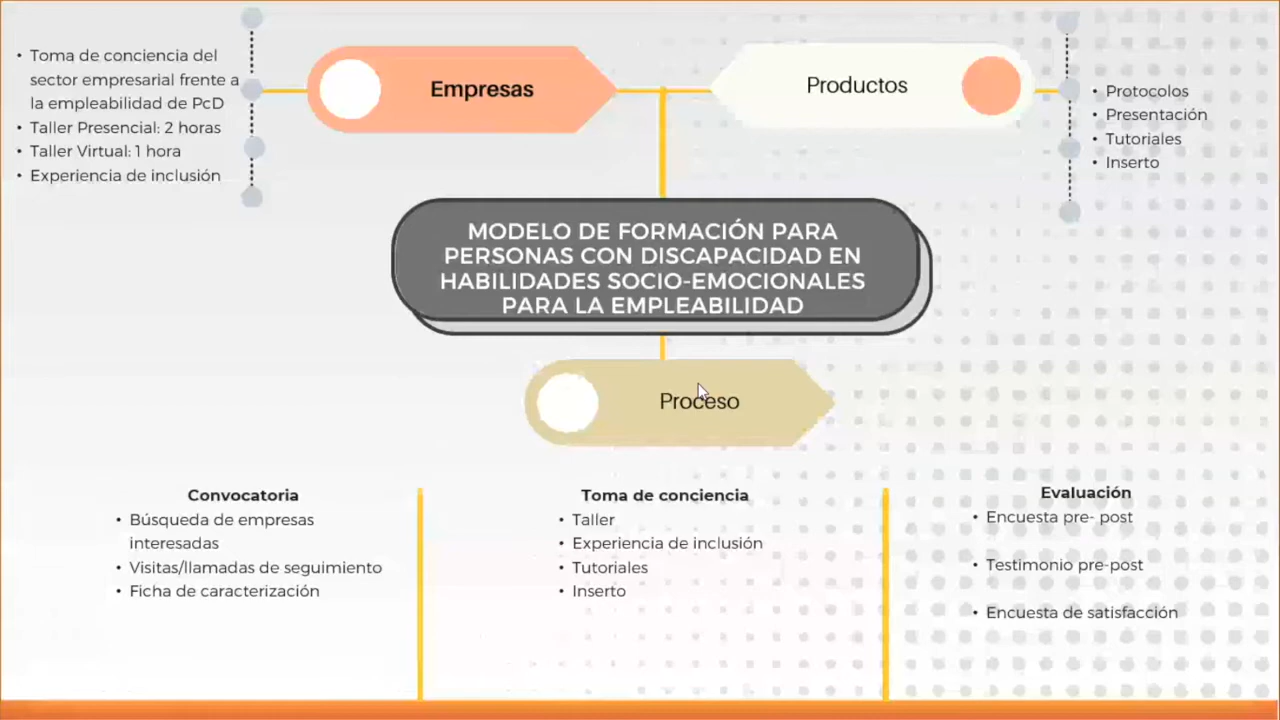 • Toma de conciencia del
sector empresarial frente a
la empleabilidad de PcD
• Taller Presencial: 2 horas
• Taller Virtual: 1 hora
• Experiencia de inclusión
Empresas
Productos
• Protocolos
• Presentación
• Tutoriales
• Inserto
MODELO DE FORMACIÓN PARA
PERSONAS CON DISCAPACIDAD EN
HABILIDADES SOCIO-EMOCIONALES
PARA LA EMPLEABILIDAD
Proceso
Convocatoria
• Búsqueda de empresas
interesadas
• Visitas/llamadas de seguimiento
• Ficha de caracterización
Toma de conciencia
• Taller
• Experiencia de inclusión
• Tutoriales
• Inserto
Evaluación
• Encuesta pre- post
• Testimonio pre-post
• Encuesta de satisfacción